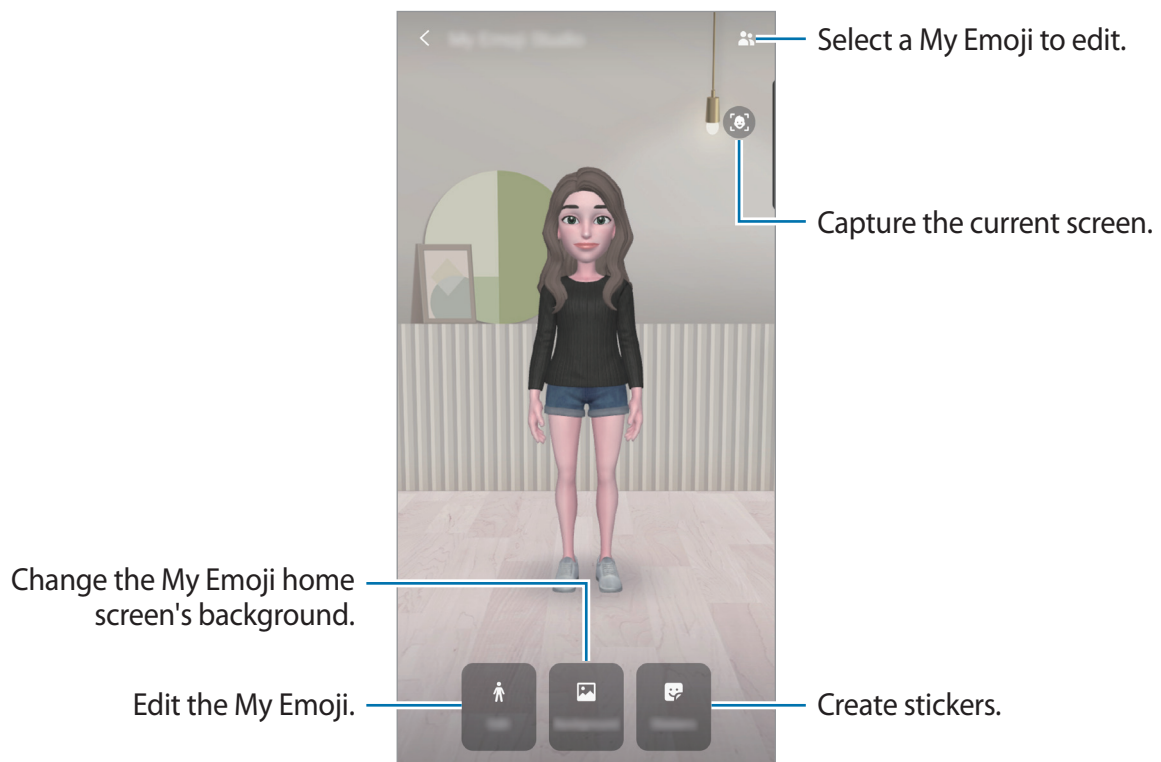 Select a My Emoji to edit.
Capture the current screen.
Change the My Emoji home
screen's background.
Edit the My Emoji.
Create stickers.